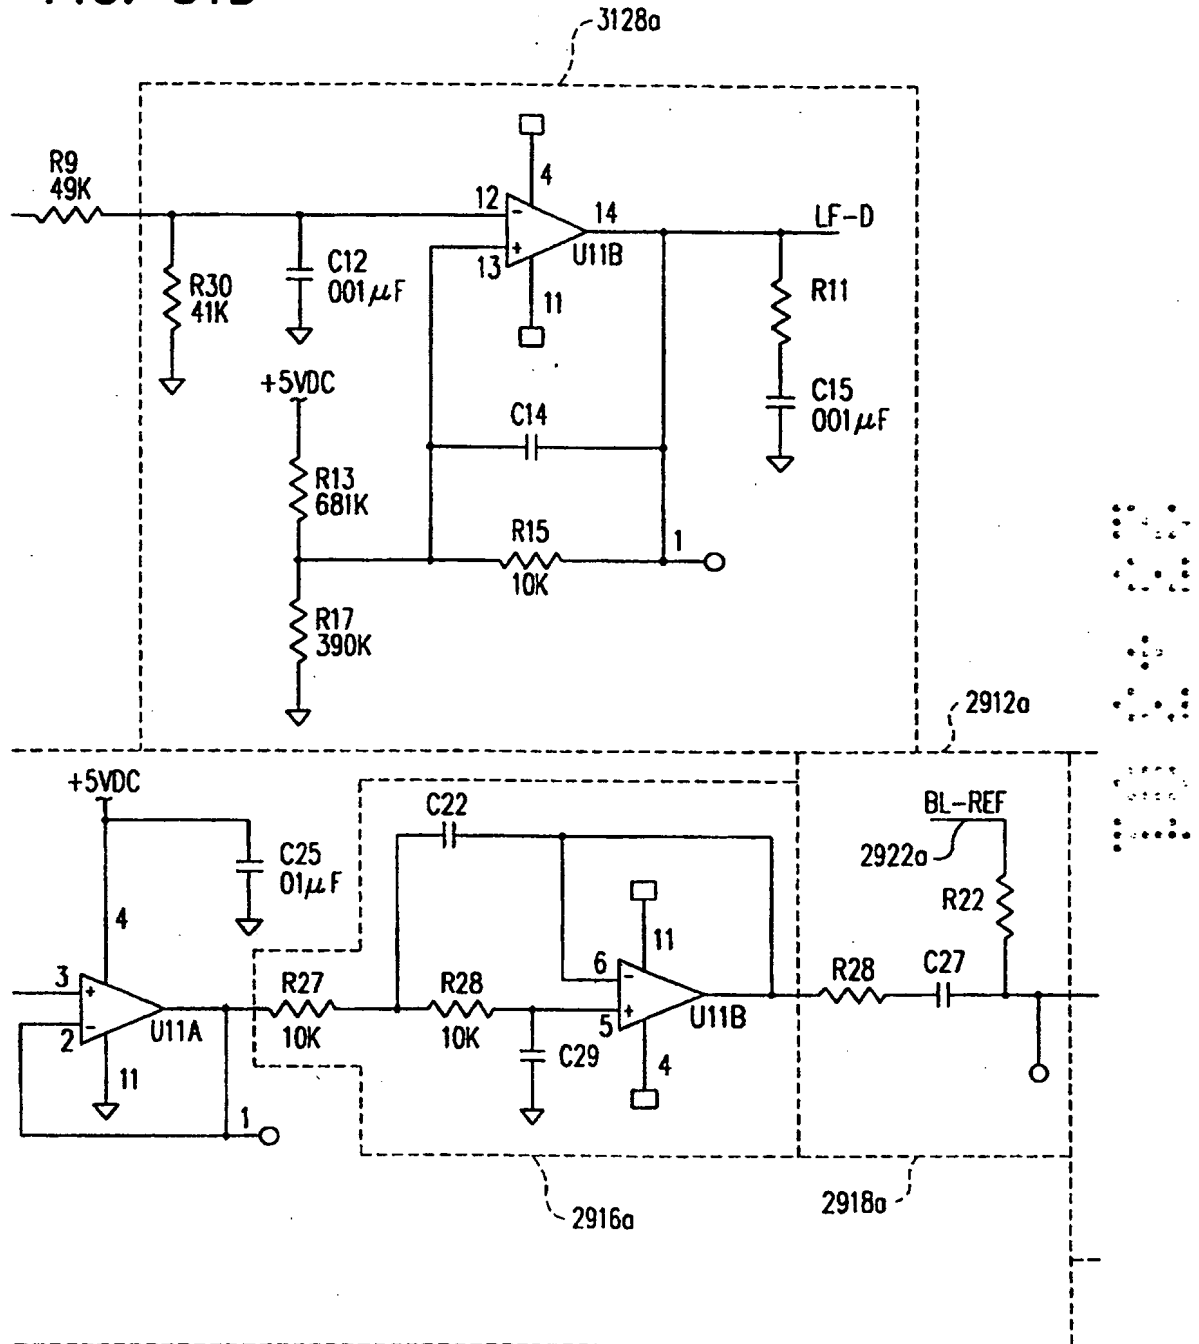 3128a
R9
49K
4
12
14
LF-D
-
+
13
U11B
C12
001µF
R30
41K
11
R11
+5VDC
C14
C15
001µF
R13
681K
R15
1
10K
R17
390K
2912a
+5VDC
C22
BL-REF
C25
01µF
2922a
R22
4
11
3
+
-
2
U11A
R27
10K
R28
10K
6
-
+
5
U11B
R28
C27
C29
11
4
1
2916a
2918a